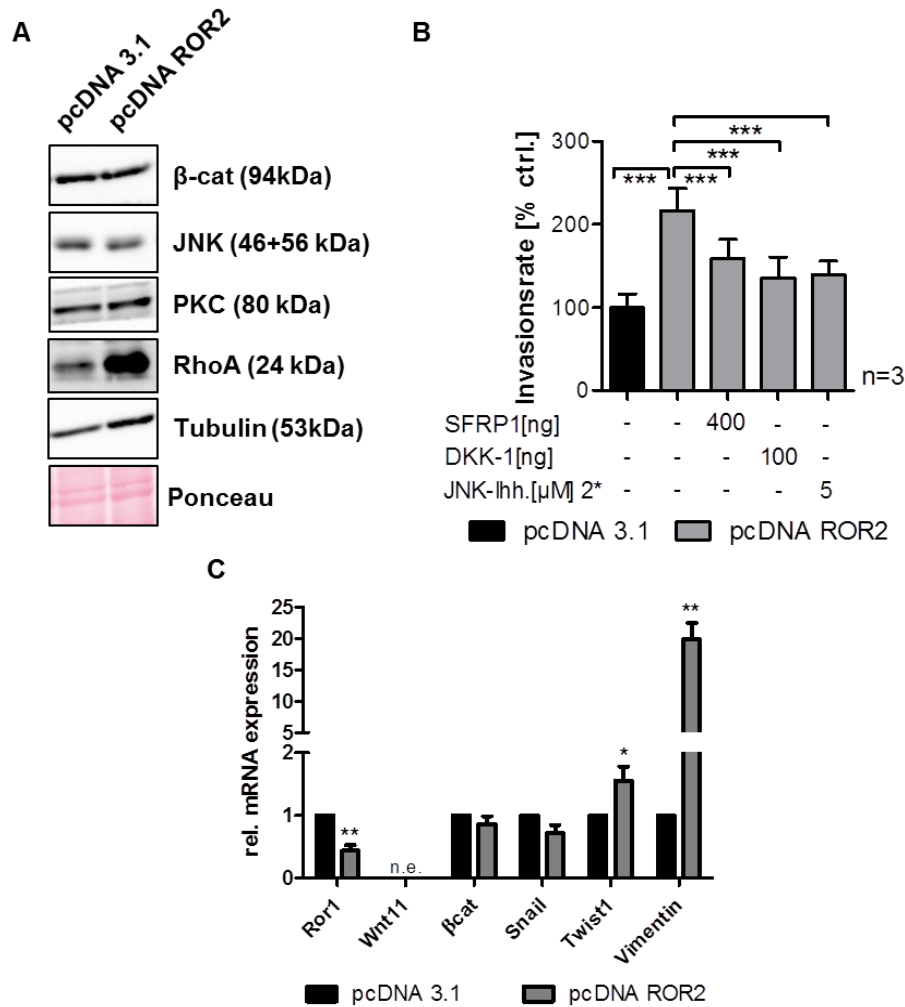 A
pcDNA 3.1
pcDNA ROR2
β-cat (94kDa)
JNK (46+56 kDa)
PKC (80 kDa)
RhoA (24 kDa)
Tubulin (53kDa)
Ponceau
B
Invasionsrate [% ctrl.]
300
200
100
0
***
***
***
***
n=3
SFRP1[ng] - - 400 - -
DKK-1[ng] - - - 100 -
JNK-Ihh.[µM] 2* - - - - 5
pcDNA 3.1 pcDNA ROR2
C
rel. mRNA expression
25
20
15
10
5
2
1
0
**
n.e.
*
**
Ror1
Wnt11
βcat
Snail
Twist1
Vimentin
pcDNA 3.1 pcDNA ROR2